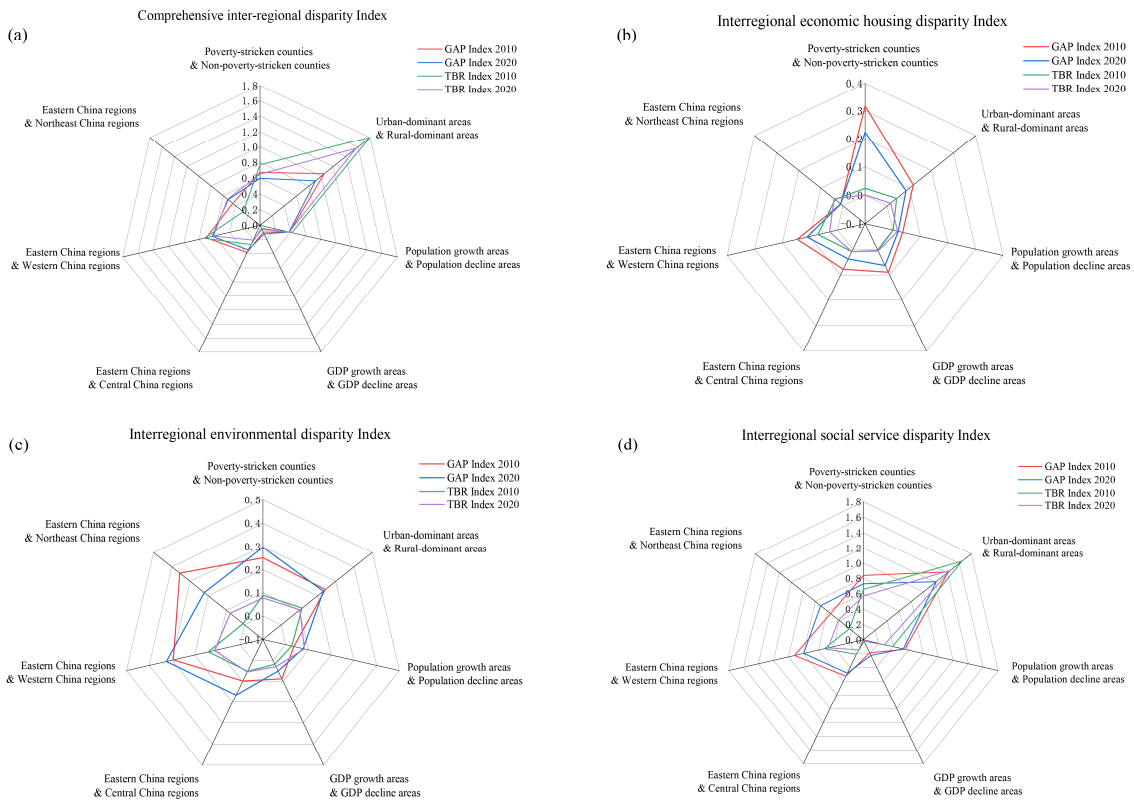 Comprehensive inter-regional disparity Index
(a)
GAP Index 2010
GAP Index 2020
TBR Index 2010
TBR Index 2020
Poverty-stricken counties
& Non-poverty-stricken counties
Urban-dominant areas
& Rural-dominant areas
Population growth areas
& Population decline areas
GDP growth areas
& GDP decline areas
Eastern China regions
& Central China regions
Eastern China regions
& Western China regions
Eastern China regions
& Northeast China regions
1.8
1.6
1.4
1.2
1.0
0.8
0.6
0.4
0.2
0.0
Interregional economic housing disparity Index
(b)
GAP Index 2010
GAP Index 2020
TBR Index 2010
TBR Index 2020
Poverty-stricken counties
& Non-poverty-stricken counties
Urban-dominant areas
& Rural-dominant areas
Population growth areas
& Population decline areas
GDP growth areas
& GDP decline areas
Eastern China regions
& Central China regions
Eastern China regions
& Western China regions
Eastern China regions
& Northeast China regions
0.4
0.3
0.2
0.1
0.0
-0.1
Interregional environmental disparity Index
(c)
GAP Index 2010
GAP Index 2020
TBR Index 2010
TBR Index 2020
Poverty-stricken counties
& Non-poverty-stricken counties
Urban-dominant areas
& Rural-dominant areas
Population growth areas
& Population decline areas
GDP growth areas
& GDP decline areas
Eastern China regions
& Central China regions
Eastern China regions
& Western China regions
Eastern China regions
& Northeast China regions
0.5
0.4
0.3
0.2
0.1
0.0
-0.1
Interregional social service disparity Index
(d)
GAP Index 2010
GAP Index 2020
TBR Index 2010
TBR Index 2020
Poverty-stricken counties
& Non-poverty-stricken counties
Urban-dominant areas
& Rural-dominant areas
Population growth areas
& Population decline areas
GDP growth areas
& GDP decline areas
Eastern China regions
& Central China regions
Eastern China regions
& Western China regions
Eastern China regions
& Northeast China regions
1.8
1.6
1.4
1.2
1.0
0.8
0.6
0.4
0.2
0.0